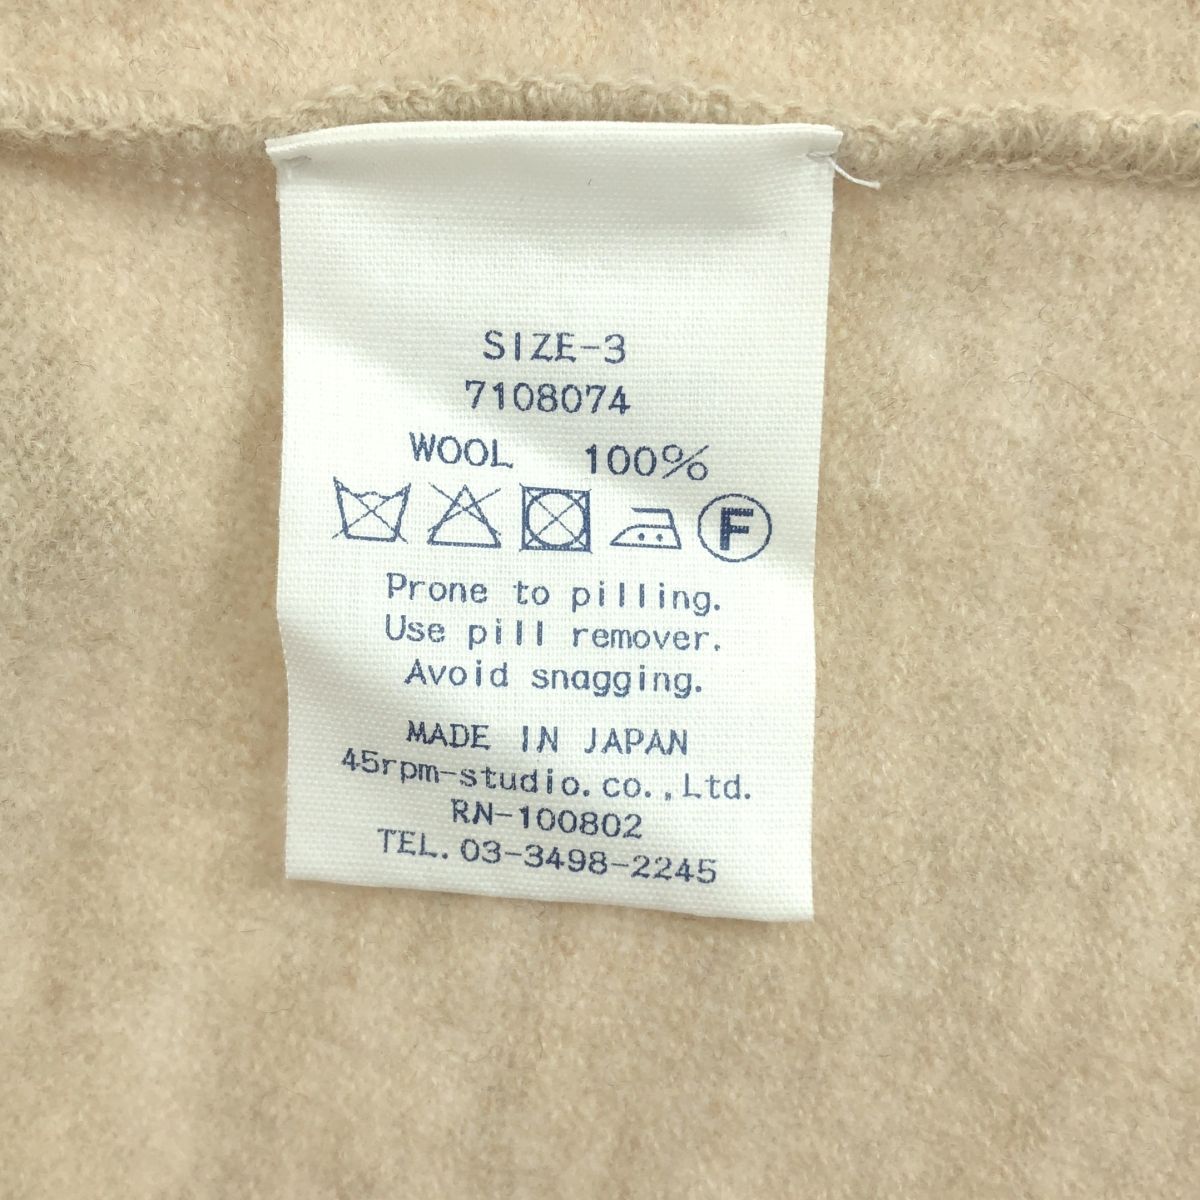 SIZE-3
7108074
WOOL 100%
F
Prone to pilling.
Use pill remover.
Avoid snagging.
MADE IN JAPAN
45rpm-studio.co.,Ltd.
RN-100802
TEL.03-3498-2245